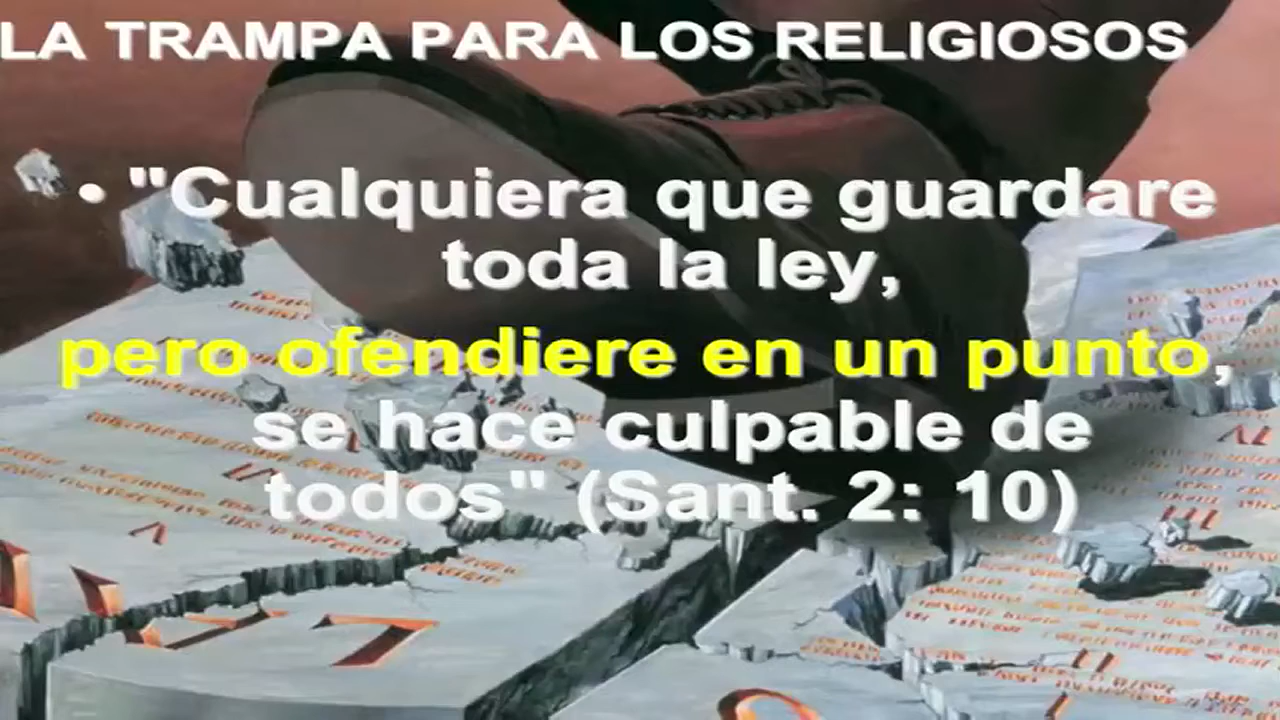 LA TRAMPA PARA LOS RELIGIOSOS
• "Cualquiera que guardare
toda la ley,
pero ofendiere en un punto,
se hace culpable de
todos" (Sant. 2: 10)